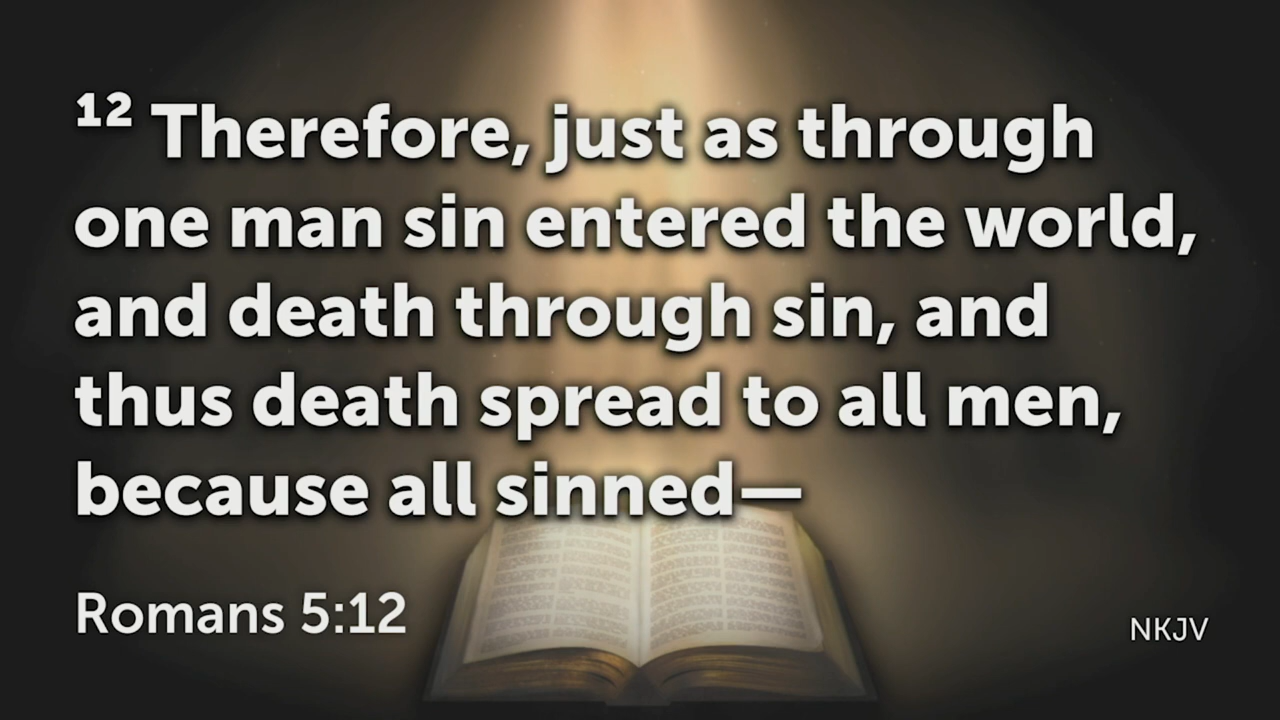 ¹² Therefore, just as through
one man sin entered the world,
and death through sin, and
thus death spread to all men,
because all sinned—
Romans 5:12
NKJV